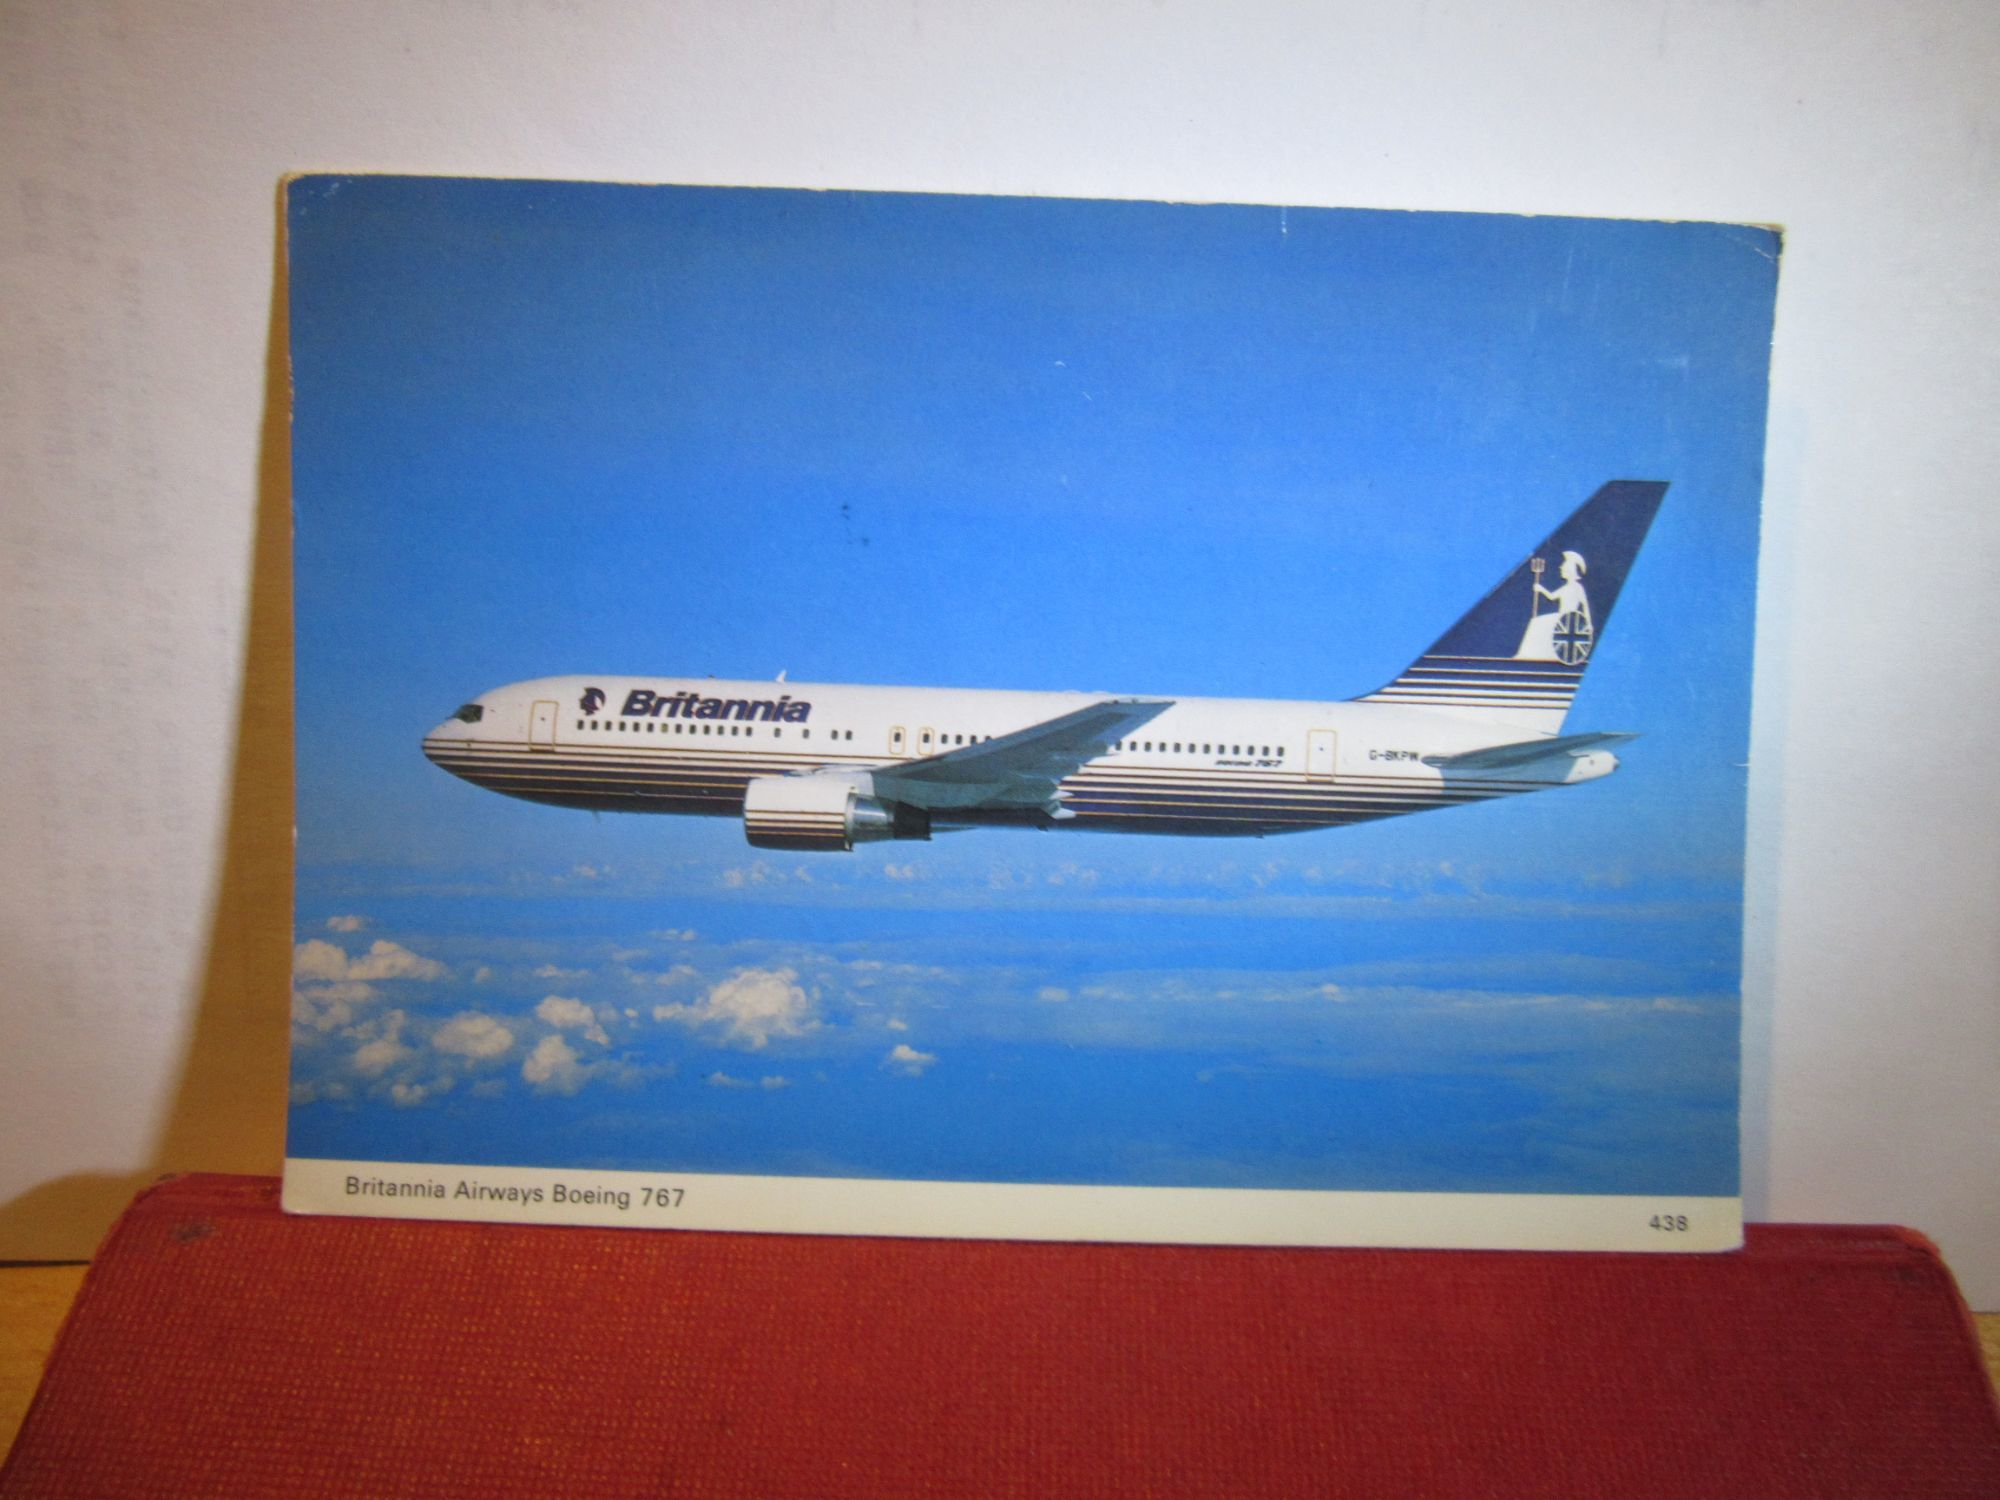 Britannia
BOEING 767
G-BKPW
Britannia Airways Boeing 767
438